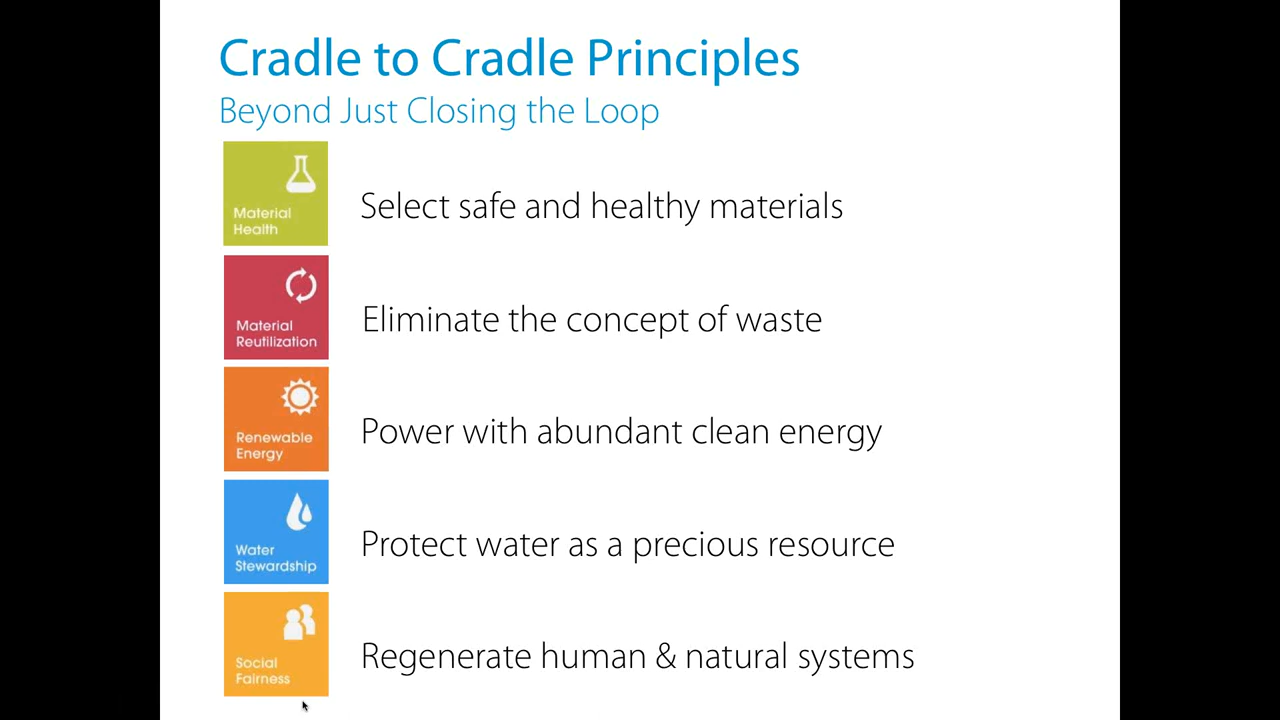 Cradle to Cradle Principles
Beyond Just Closing the Loop
Material
Health
Select safe and healthy materials
Material
Reutilization
Eliminate the concept of waste
Renewable
Energy
Power with abundant clean energy
Water
Stewardship
Protect water as a precious resource
Social
Fairness
Regenerate human & natural systems